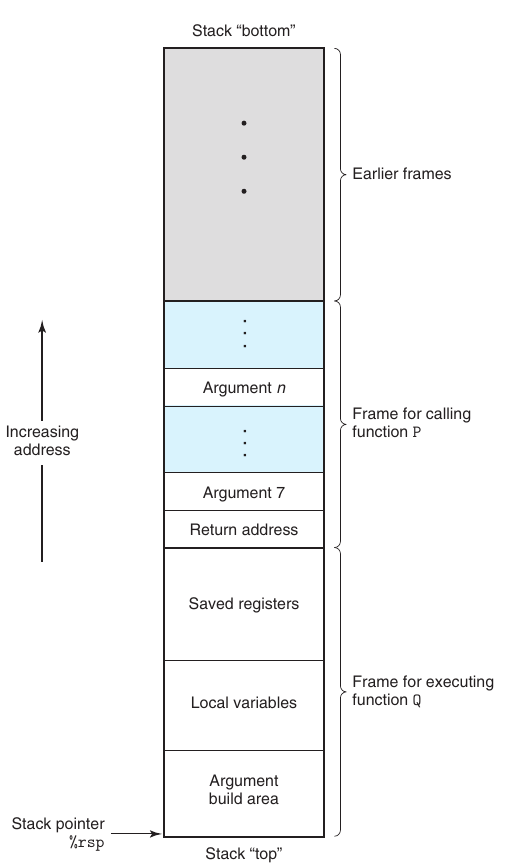 Stack “bottom”
Earlier frames
Argument n
Increasing
address
Frame for calling
function P
Argument 7
Return address
Saved registers
Frame for executing
function Q
Local variables
Argument
build area
Stack pointer
%rsp
Stack “top”